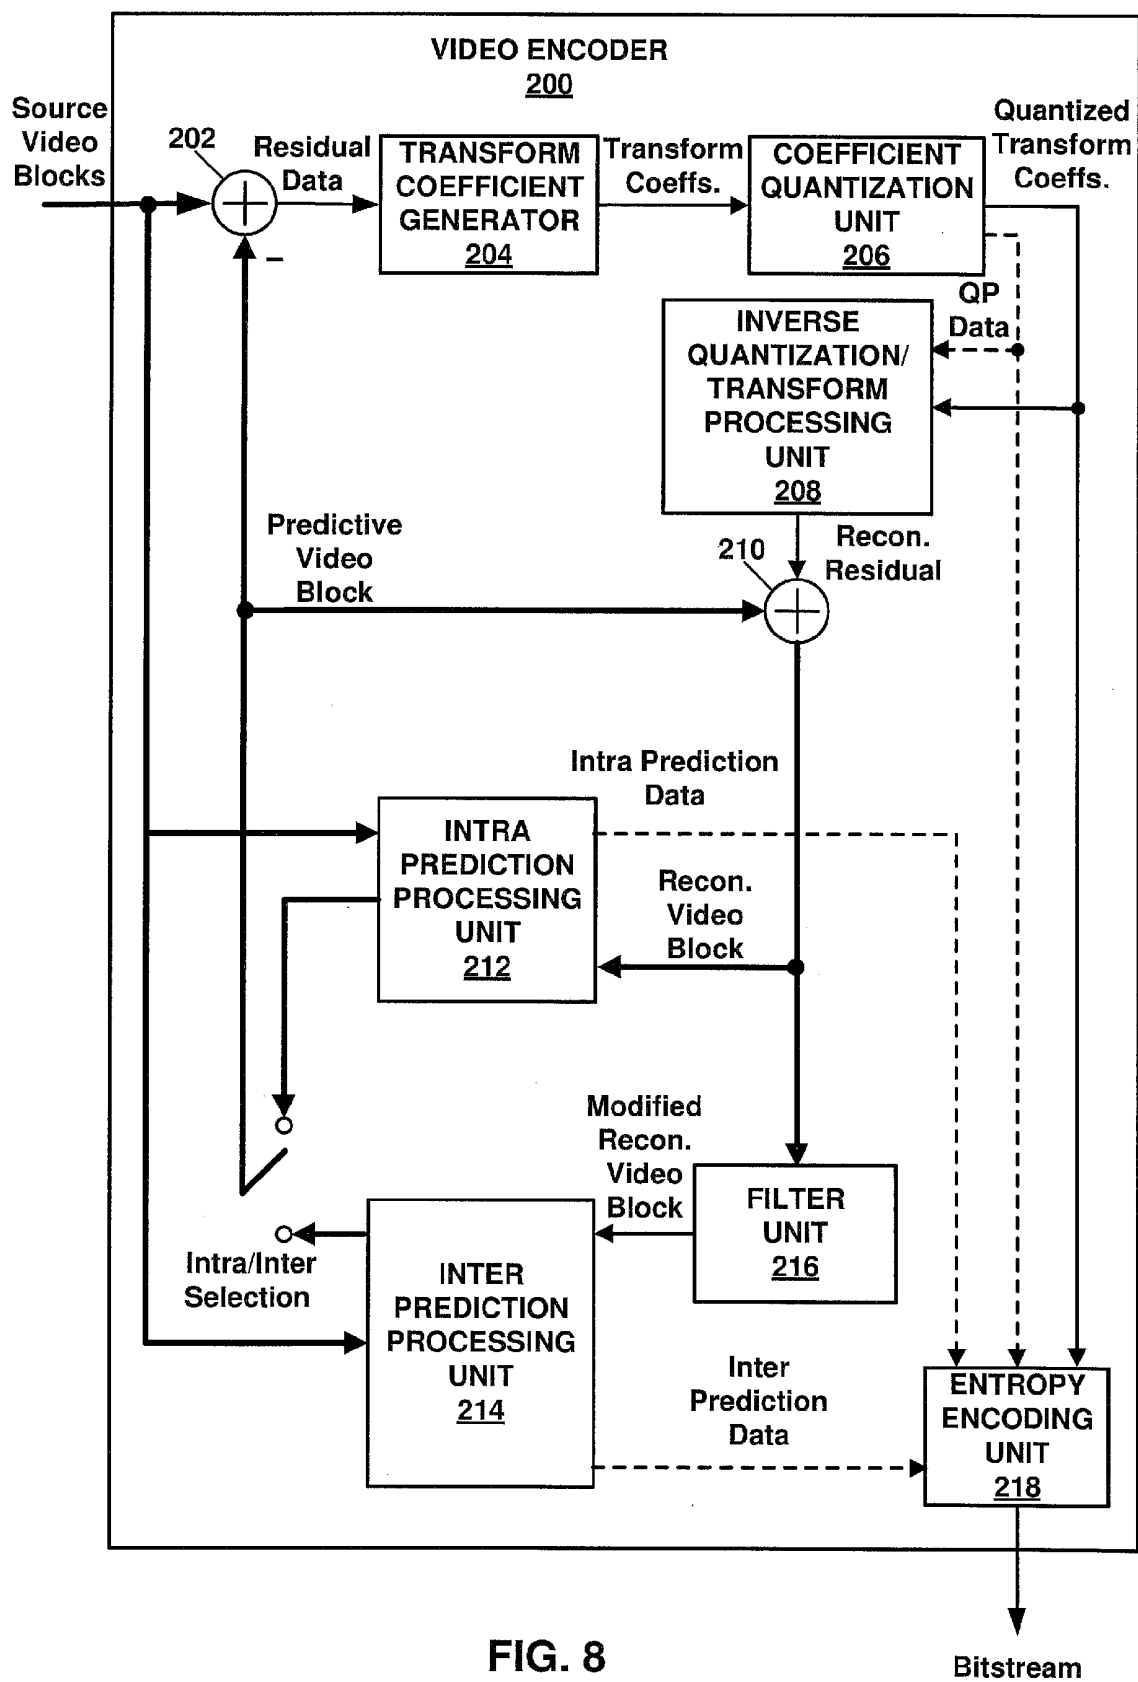 VIDEO ENCODER
200
Source
Video
Blocks
202
Residual
Data
TRANSFORM
COEFFICIENT
GENERATOR
204
Transform
Coeffs.
COEFFICIENT
QUANTIZATION
UNIT
206
Quantized
Transform
Coeffs.
–
QP
Data
INVERSE
QUANTIZATION/
TRANSFORM
PROCESSING
UNIT
208
Predictive
Video
Block
210
Recon.
Residual
Intra Prediction
Data
INTRA
PREDICTION
PROCESSING
UNIT
212
Recon.
Video
Block
Modified
Recon.
Video
Block
FILTER
UNIT
216
Intra/Inter
Selection
INTER
PREDICTION
PROCESSING
UNIT
214
Inter
Prediction
Data
ENTROPY
ENCODING
UNIT
218
FIG. 8
Bitstream